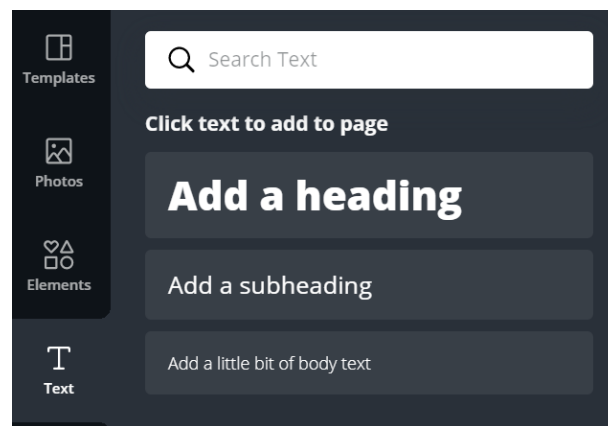 Templates
Photos
Elements
Text
Search Text
Click text to add to page
Add a heading
Add a subheading
Add a little bit of body text